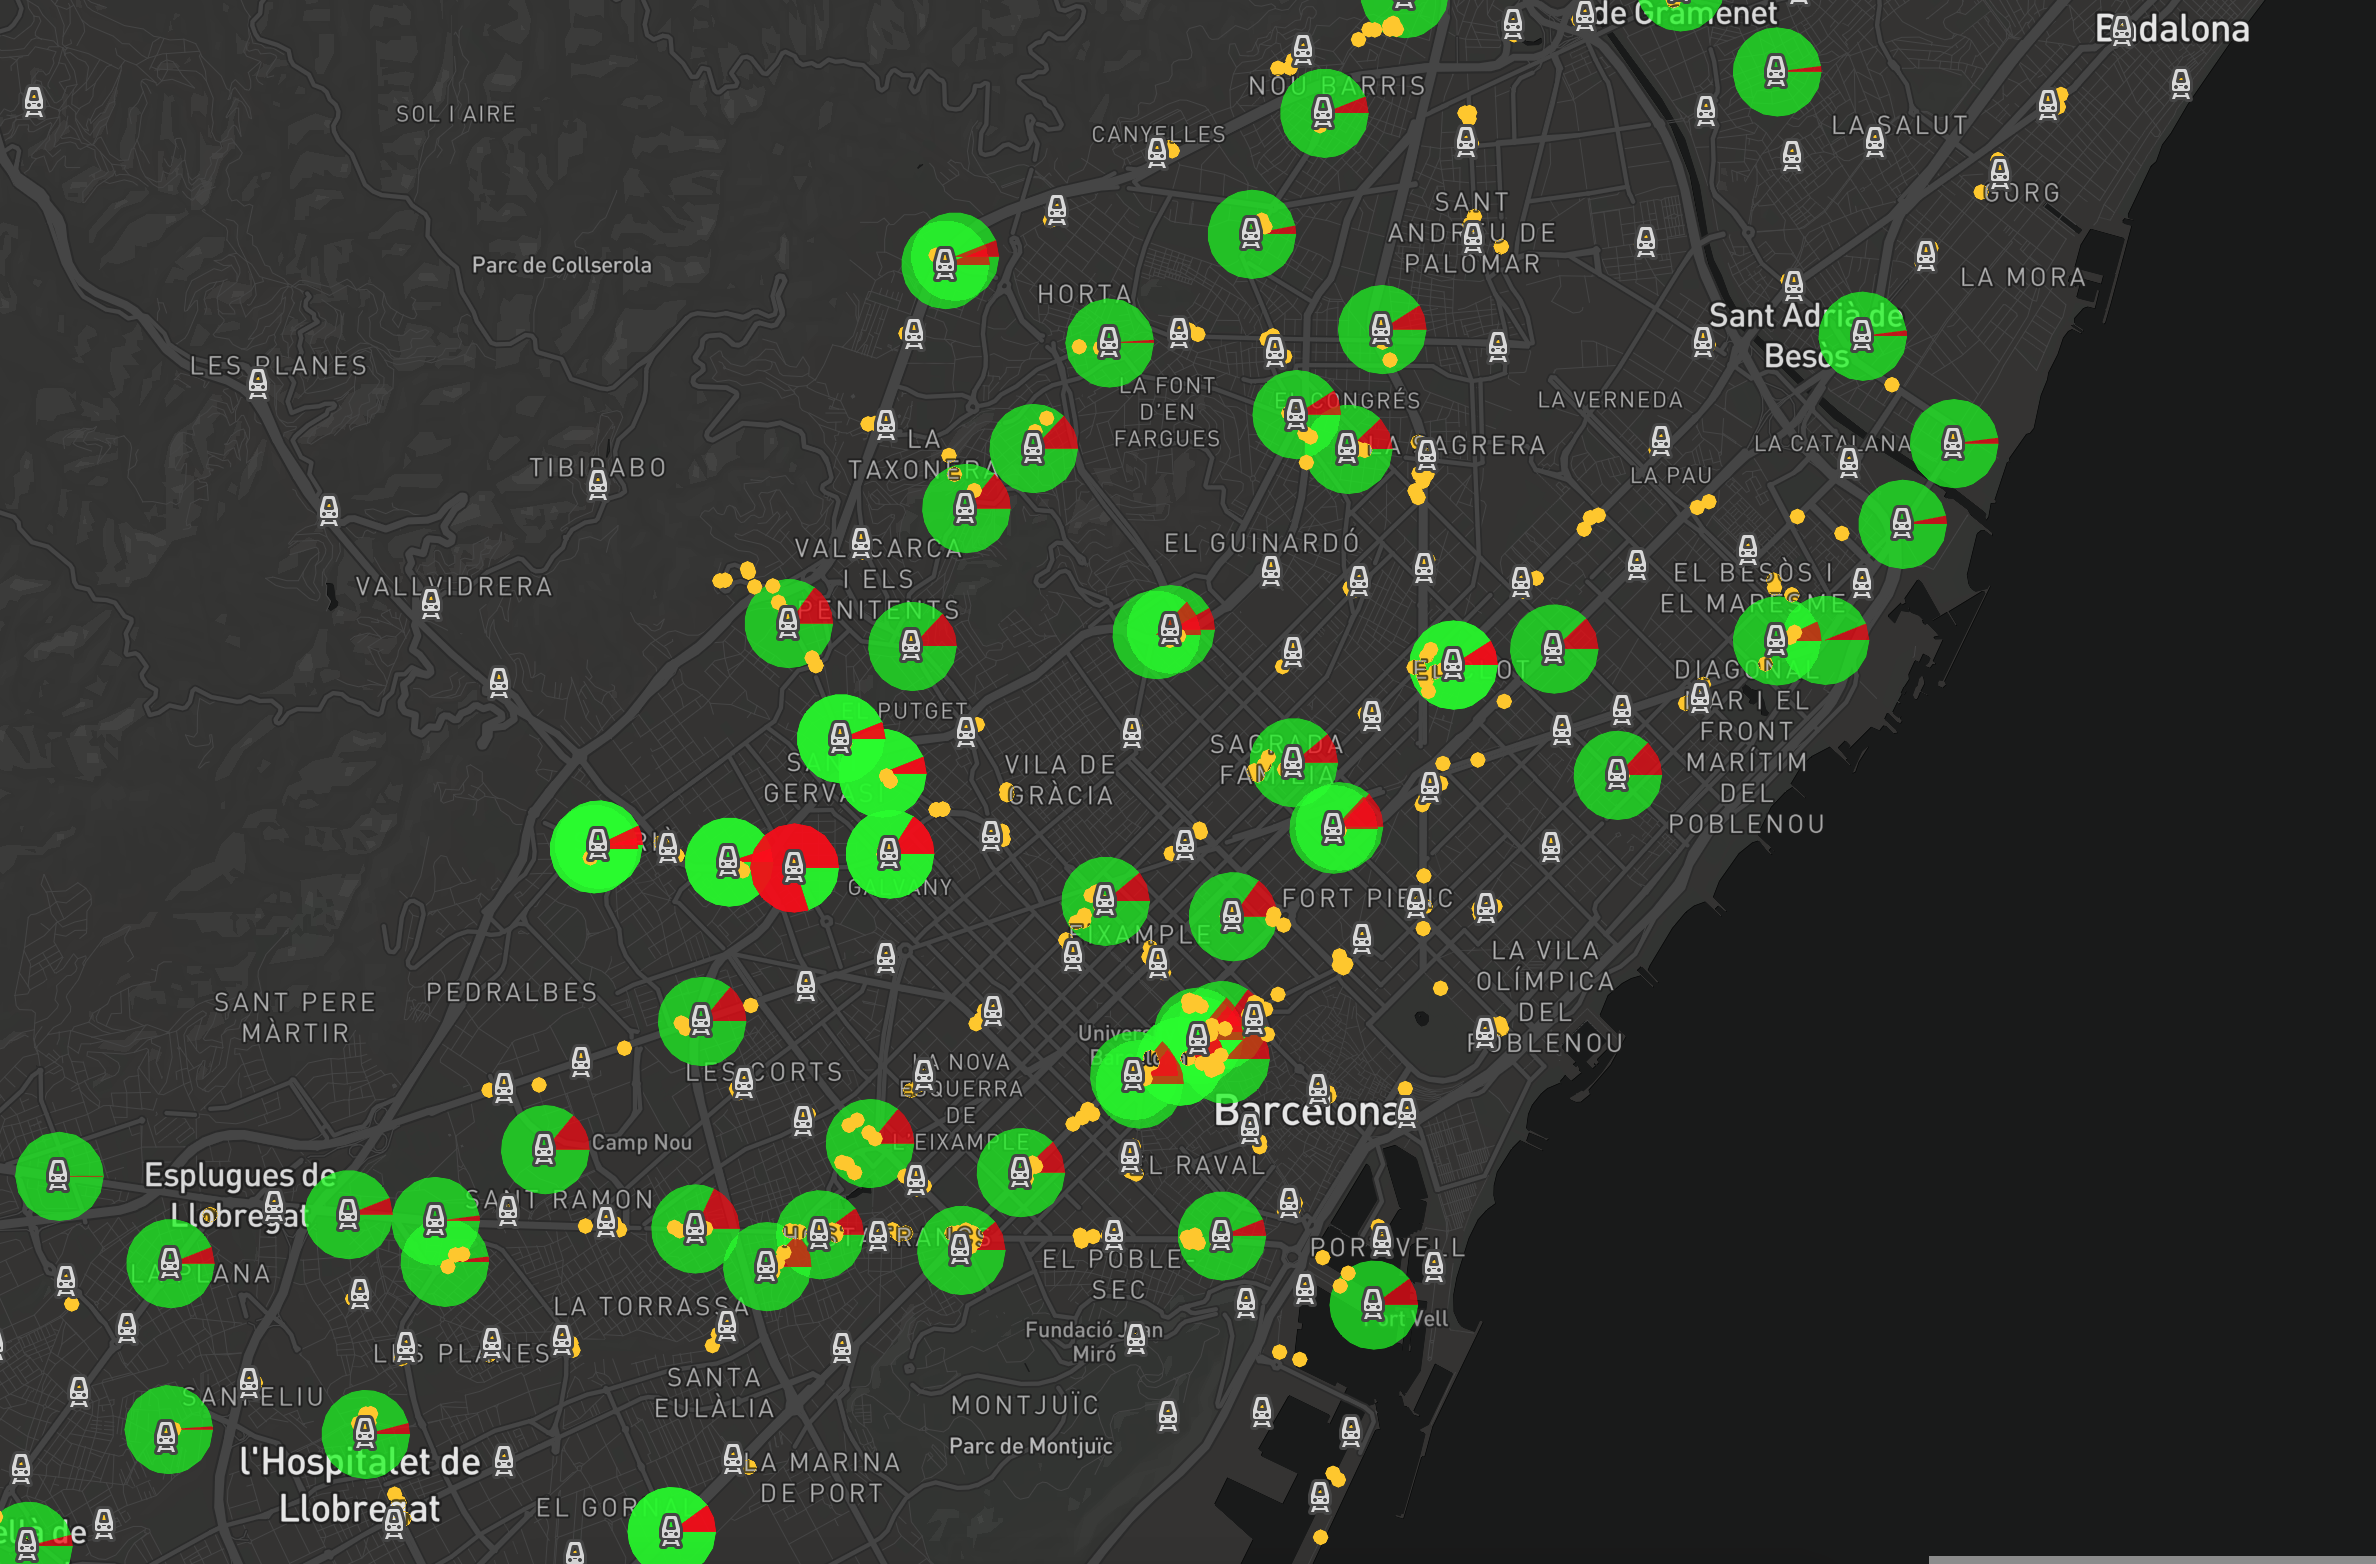 de Gramenet
Badalona
NOU BARRIS
SOL I AIRE
CANYELLES
LA SALUT
GORG
SANT
ANDREU DE
PALOMAR
Parc de Collserola
LA MORA
HORTA
Sant Adrià de
Besòs
LES PLANES
LA FONT
D'EN
FARGUES
EL CONGRÉS
LA VERNEDA
LA
TAXONERA
LA SAGRERA
LA CATALANA
TIBIDABO
LA PAU
VALLCARCA
I ELS
PENITENTS
EL GUINARDÓ
EL BESÒS I
EL MARESME
VALLVIDRERA
EL CLOT
DIAGONAL
MAR I EL
FRONT
MARÍTIM
DEL
POBLENOU
EL PUTGET
SAGRADA
FAMÍLIA
SANT
GERVASI
VILA DE
GRÀCIA
SARRIÀ
GALVANY
FORT PIENC
EIXAMPLE
LA VILA
OLÍMPICA
DEL
POBLENOU
PEDRALBES
SANT PERE
MÀRTIR
LES CORTS
LA NOVA
ESQUERRA
DE
L'EIXAMPLE
Barcelona
Camp Nou
EL RAVAL
Esplugues de
Llobregat
SANT RAMON
HOSTAFRANCS
EL POBLE-
SEC
PORT VELL
LA PLANA
LA TORRASSA
Port Vell
Fundació Joan
Miró
LES PLANES
SANTA
EULÀLIA
SANT FELIU
MONTJUÏC
Parc de Montjuïc
l'Hospitalet de
Llobregat
LA MARINA
DE PORT
EL GORNAL
ellà de